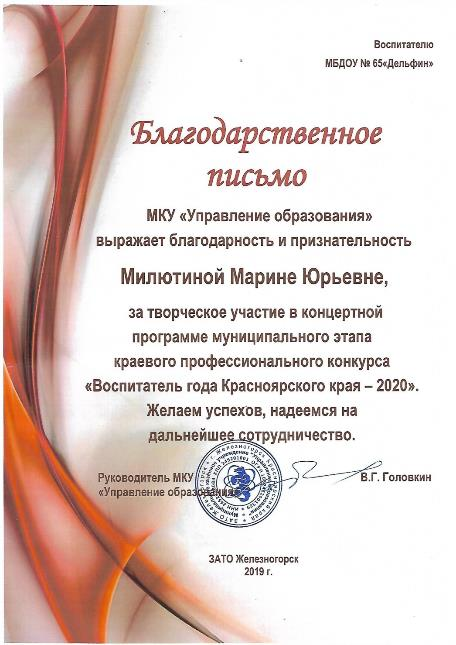 Воспитателю
МБДОУ № 65«Дельфин»
Благодарственное
письмо
МКУ «Управление образования»
выражает благодарность и признательность
Милютиной Марине Юрьевне,
за творческое участие в концертной
программе муниципального этапа
краевого профессионального конкурса
«Воспитатель года Красноярского края – 2020».
Желаем успехов, надеемся на
дальнейшее сотрудничество.
Руководитель МКУ
«Управление образования»
В.Г. Головкин
ЗАТО Железногорск
2019 г.